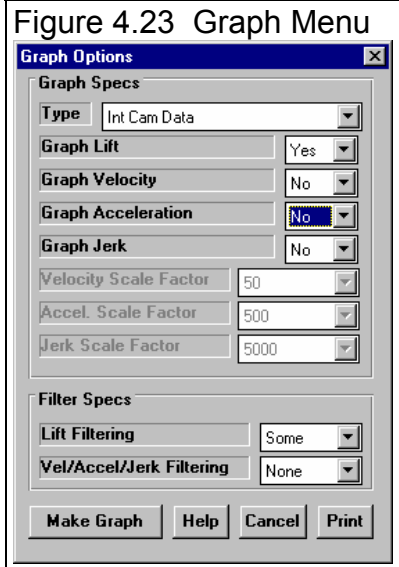 Figure 4.23 Graph Menu
Graph Options
Graph Specs
Type Int Cam Data
Graph Lift Yes
Graph Velocity No
Graph Acceleration No
Graph Jerk No
Velocity Scale Factor 50
Accel. Scale Factor 500
Jerk Scale Factor 5000
Filter Specs
Lift Filtering Some
Vel/Accel/Jerk Filtering None
Make Graph Help Cancel Print